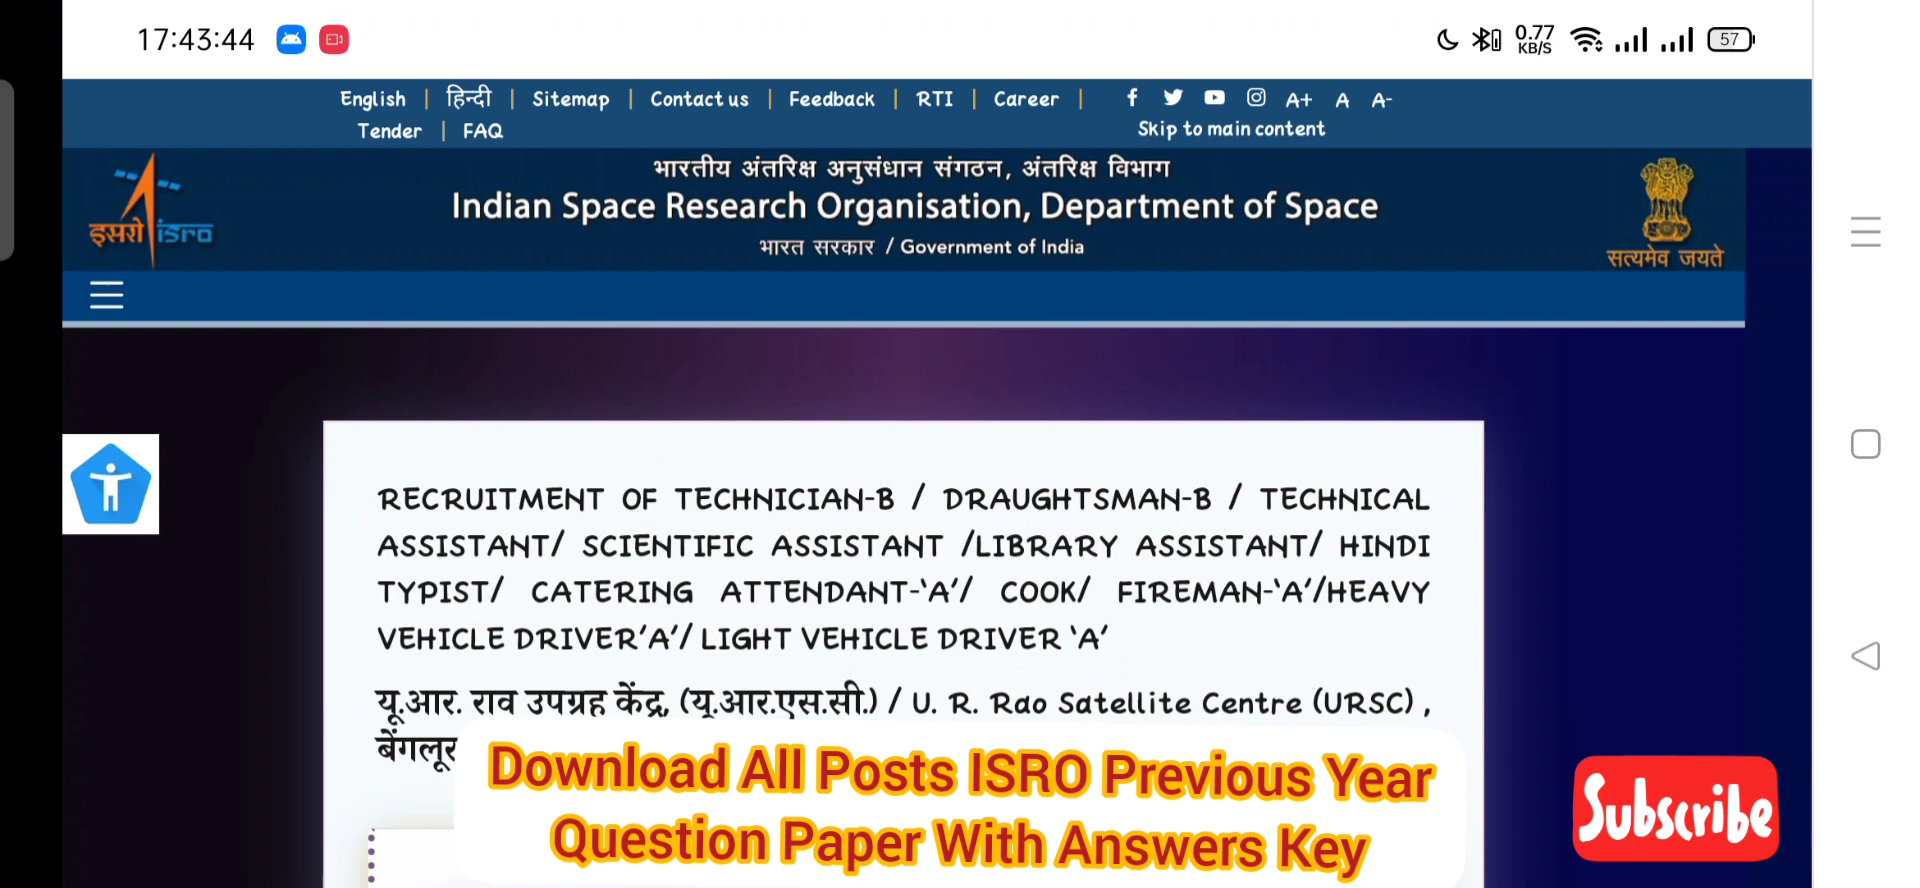 17:43:44
0.77
KB/S
57
English | हिन्दी | Sitemap | Contact us | Feedback | RTI | Career |
A+ A A-
Tender | FAQ
Skip to main content
भारतीय अंतरिक्ष अनुसंधान संगठन, अंतरिक्ष विभाग
Indian Space Research Organisation, Department of Space
भारत सरकार / Government of India
इसरो isro
सत्यमेव जयते
RECRUITMENT OF TECHNICIAN-B / DRAUGHTSMAN-B / TECHNICAL
ASSISTANT/ SCIENTIFIC ASSISTANT /LIBRARY ASSISTANT/ HINDI
TYPIST/ CATERING ATTENDANT-‘A’/ COOK/ FIREMAN-‘A’/HEAVY
VEHICLE DRIVER’A’/ LIGHT VEHICLE DRIVER ‘A’
यू.आर. राव उपग्रह केंद्र, (यू.आर.एस.सी.) / U. R. Rao Satellite Centre (URSC) ,
Download All Posts ISRO Previous Year
Question Paper With Answers Key
Subscribe